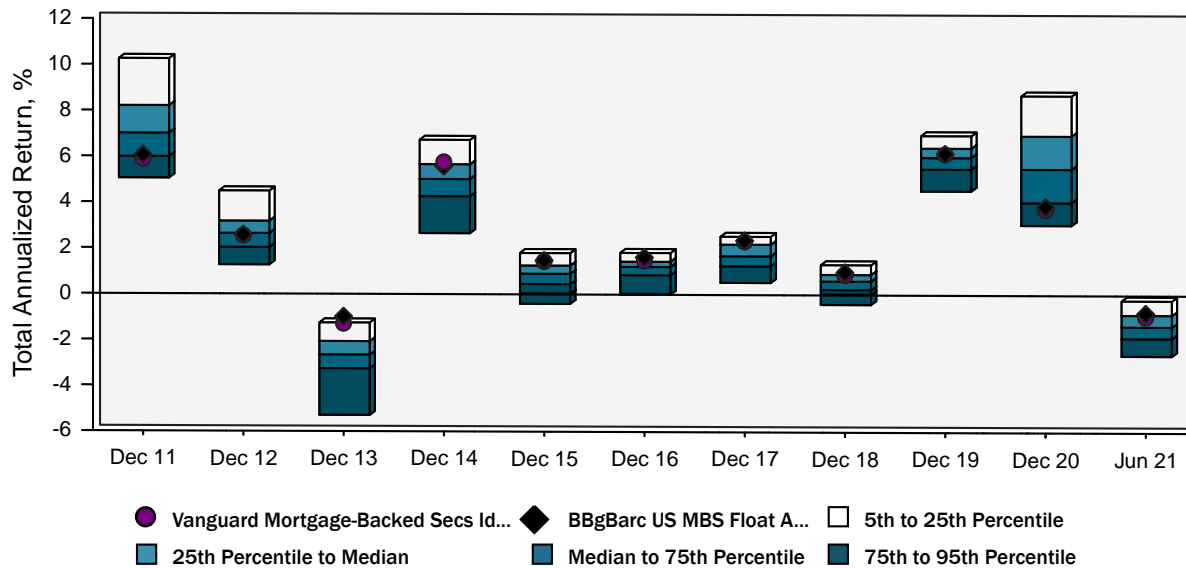 12
10
8
6
4
2
0
-2
-4
-6
Total Annualized Return, %
Dec 11 Dec 12 Dec 13 Dec 14 Dec 15 Dec 16 Dec 17 Dec 18 Dec 19 Dec 20 Jun 21
Vanguard Mortgage-Backed Secs Id... BBgBarc US MBS Float A... 5th to 25th Percentile
25th Percentile to Median Median to 75th Percentile 75th to 95th Percentile